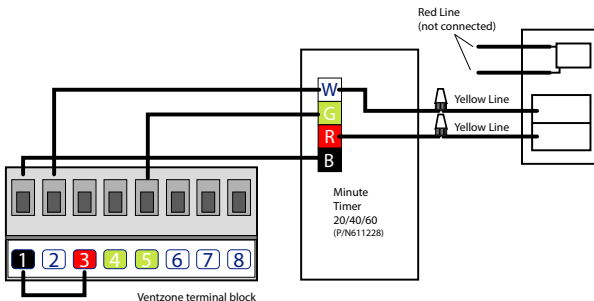 Red Line
(not connected)
W
G
R
B
Yellow Line
Yellow Line
Minute
Timer
20/40/60
(P/N611228)
1 2 3 4 5 6 7 8
Ventzone terminal block